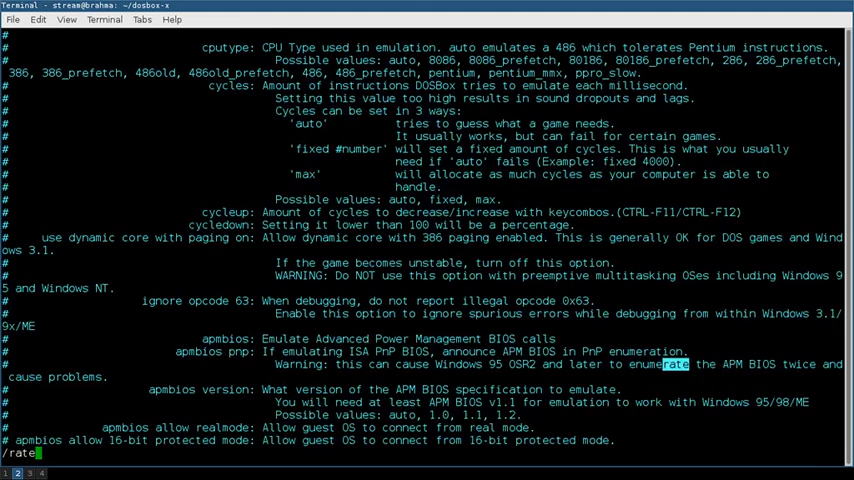 Terminal - stream@brahma: ~/dosbox-x
File Edit View Terminal Tabs Help
#
# cputype: CPU Type used in emulation. auto emulates a 486 which tolerates Pentium instructions.
# Possible values: auto, 8086, 8086_prefetch, 80186, 80186_prefetch, 286, 286_prefetch,
386, 386_prefetch, 486old, 486old_prefetch, 486, 486_prefetch, pentium, pentium_mmx, ppro_slow.
# cycles: Amount of instructions DOSBox tries to emulate each millisecond.
# Setting this value too high results in sound dropouts and lags.
# Cycles can be set in 3 ways:
# 'auto' tries to guess what a game needs.
# It usually works, but can fail for certain games.
# 'fixed #number' will set a fixed amount of cycles. This is what you usually
# need if 'auto' fails (Example: fixed 4000).
# 'max' will allocate as much cycles as your computer is able to
# handle.
# Possible values: auto, fixed, max.
# cycleup: Amount of cycles to decrease/increase with keycombos.(CTRL-F11/CTRL-F12)
# cycledown: Setting it lower than 100 will be a percentage.
# use dynamic core with paging on: Allow dynamic core with 386 paging enabled. This is generally OK for DOS games and Wind
ows 3.1.
# If the game becomes unstable, turn off this option.
# WARNING: Do NOT use this option with preemptive multitasking OSes including Windows 9
5 and Windows NT.
# ignore opcode 63: When debugging, do not report illegal opcode 0x63.
# Enable this option to ignore spurious errors while debugging from within Windows 3.1/
9x/ME
# apmbios: Emulate Advanced Power Management BIOS calls
# apmbios pnp: If emulating ISA PnP BIOS, announce APM BIOS in PnP enumeration.
# Warning: this can cause Windows 95 OSR2 and later to enumerate the APM BIOS twice and
cause problems.
# apmbios version: What version of the APM BIOS specification to emulate.
# You will need at least APM BIOS v1.1 for emulation to work with Windows 95/98/ME
# Possible values: auto, 1.0, 1.1, 1.2.
# apmbios allow realmode: Allow guest OS to connect from real mode.
# apmbios allow 16-bit protected mode: Allow guest OS to connect from 16-bit protected mode.
/rate
1 2 3 4